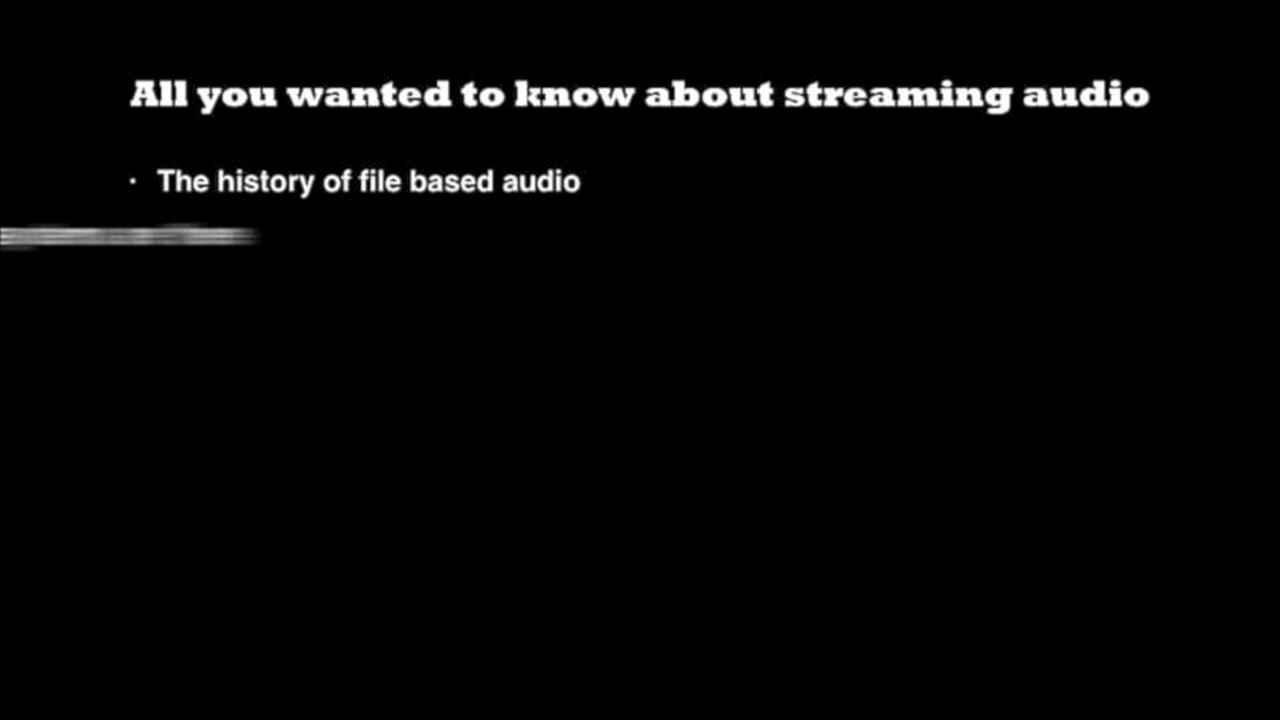 All you wanted to know about streaming audio
· The history of file based audio